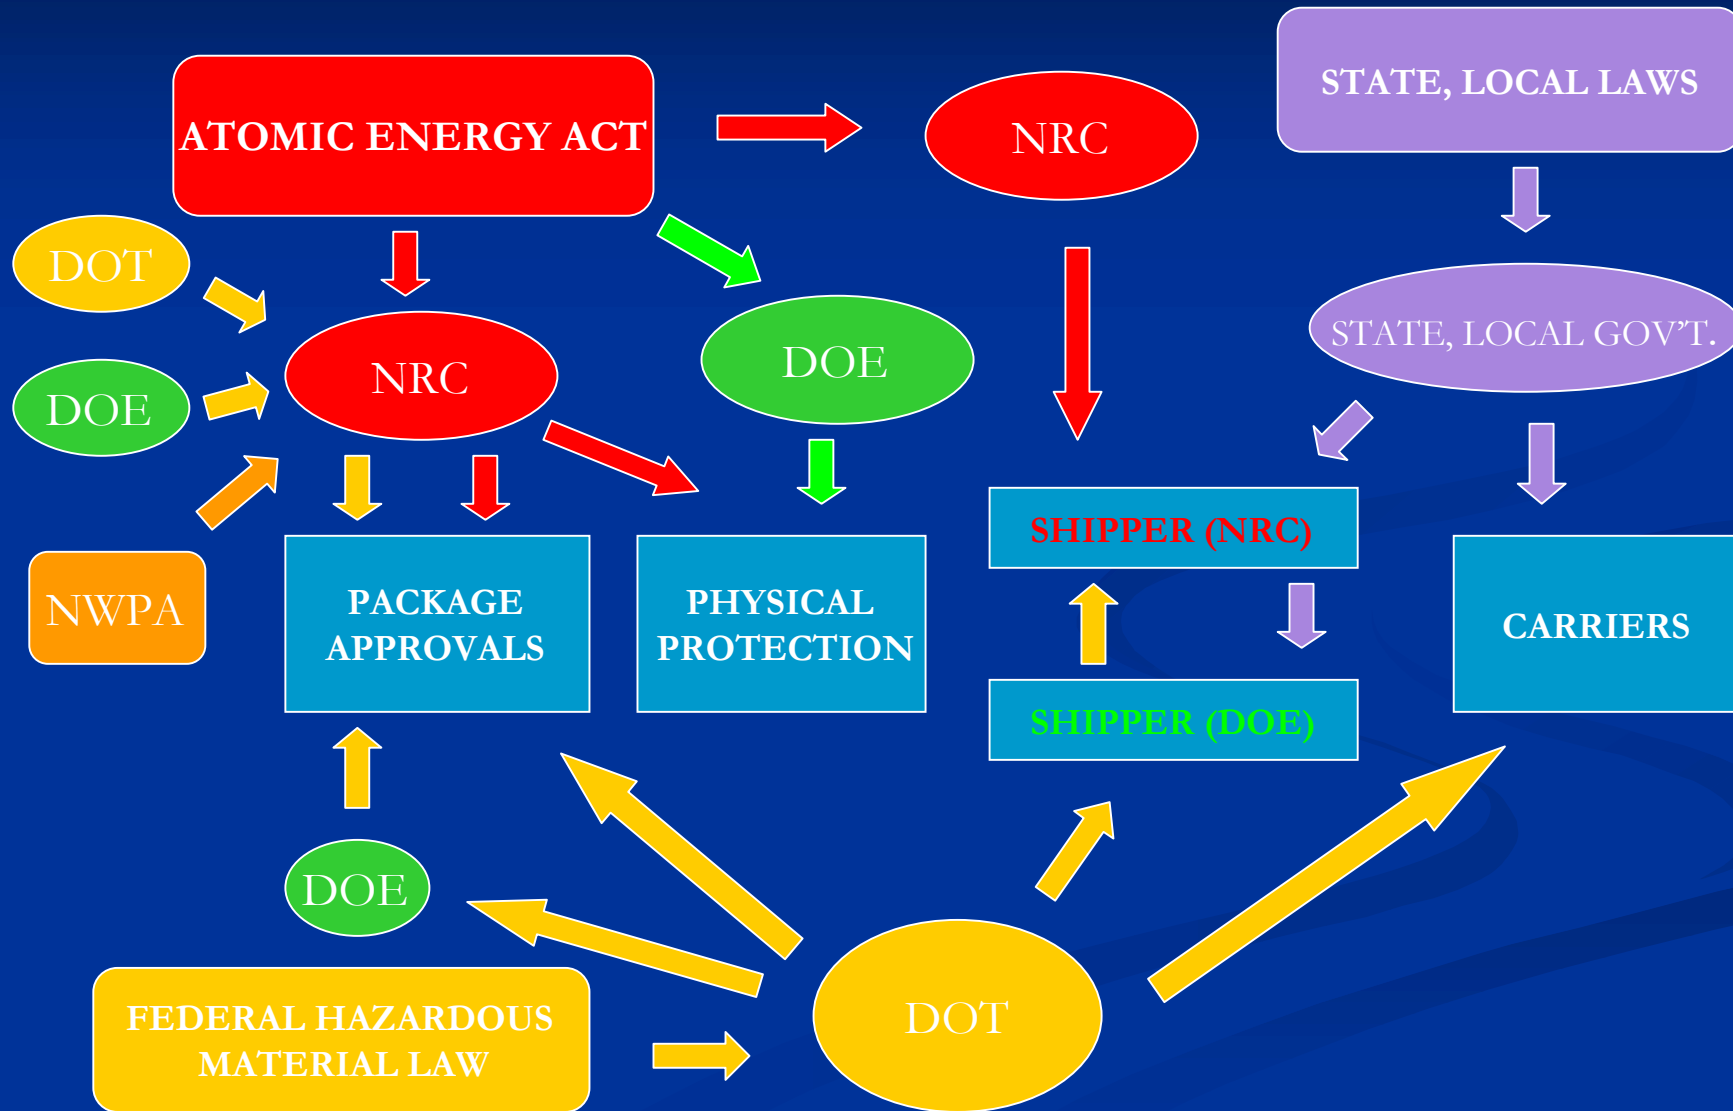 STATE, LOCAL LAWS
ATOMIC ENERGY ACT
NRC
DOT
STATE, LOCAL GOV'T.
NRC
DOE
DOE
SHIPPER (NRC)
NWPA
PACKAGE
APPROVALS
PHYSICAL
PROTECTION
CARRIERS
SHIPPER (DOE)
DOE
FEDERAL HAZARDOUS
MATERIAL LAW
DOT